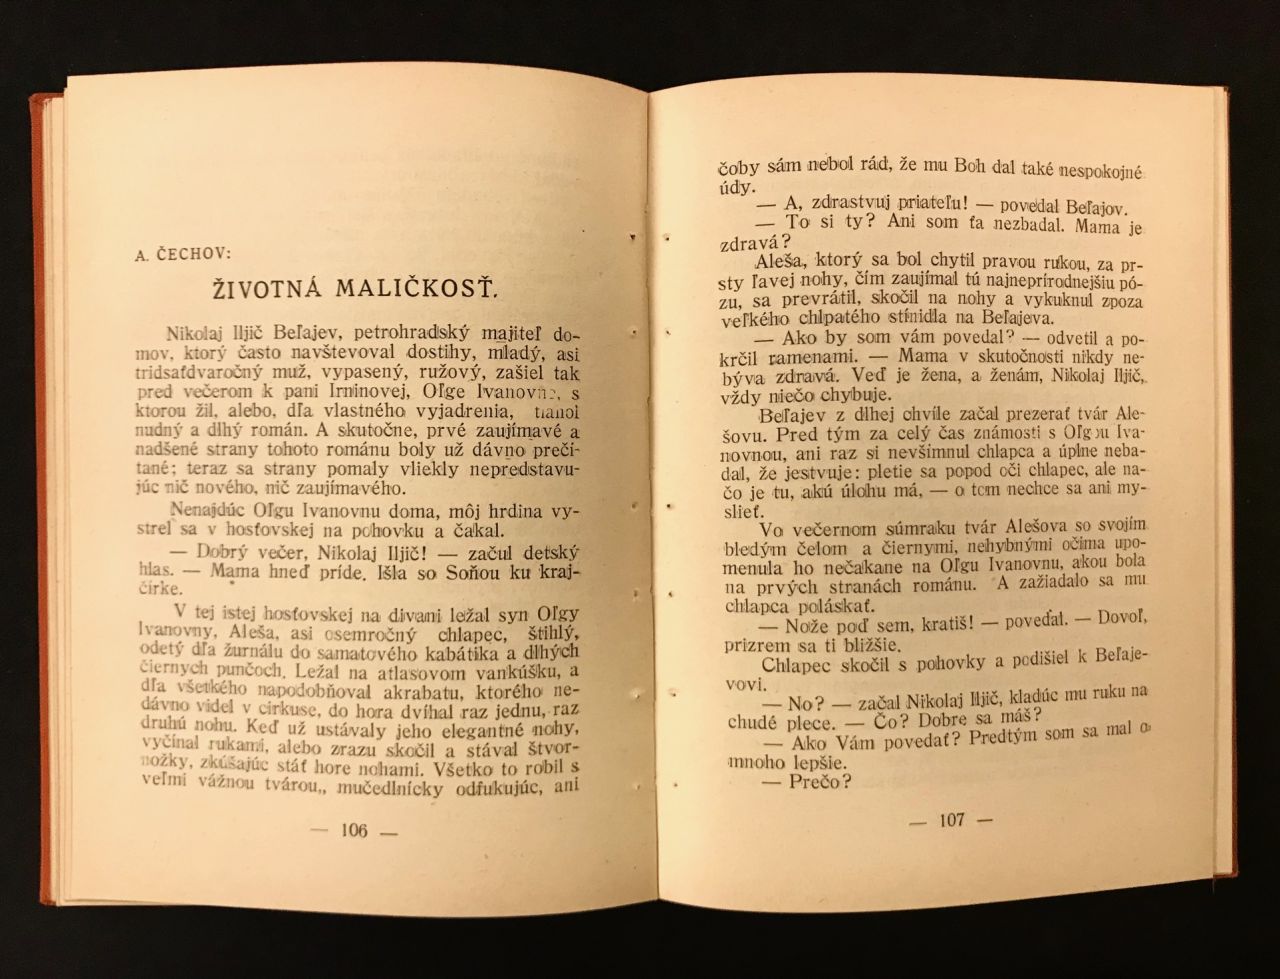 A. ČECHOV:
ŽIVOTNÁ MALIČKOSŤ.
Nikolaj Iljič Beľajev, petrohradský majiteľ do-
mov, ktorý často navštevoval dostihy, mladý, asi
tridsaťdvaročný muž, vypasený, ružový, zašiel tak
pred večerom k pani Irninovej, Oľge Ivanovne, s
ktorou žil, alebo, dľa vlastného vyjadrenia,
nudný a dlhý román. A skutočne, prvé zaujímavé a
nadšené strany tohoto románu boly už dávno preči-
tané; teraz sa strany pomaly vliekly nepredstavu-
júc nič nového, nič zaujímavého.
Nenajdúc Oľgu Ivanovnu doma, môj hrdina vy-
strel sa v hosťovskej na pohovku a čakal.
— Dobrý večer, Nikolaj Iljič! — začul detský
hlas. — Mama hneď príde. Išla so Soňou ku kraj-
čírke.
V tej istej hosťovskej na divani ležal syn Oľgy
Ivanovny, Aleša, asi osemročný chlapec, štihlý,
odetý dľa žurnálu do samatového kabátika a dlhých
čiernych punčoch. Ležal na atlasovom vankúšku, a
dľa všetkého napodobňoval akrabatu, ktorého ne-
dávno videl v cirkuse, do hora dvíhal raz jednu, raz
druhú nohu. Keď už ustávaly jeho elegantné nohy,
vyčínal rukami, alebo zrazu skočil a stával štvor-
nožky, zkúšajúc stáť hore nohami. Všetko to robil s
veľmi vážnou tvárou,, mučedlnícky odfukujúc, ani
— 106 —
čoby sám nebol rád, že mu Boh dal také nespokojné
údy.
— A, zdrastvuj priateľu! — povedal Beľajov.
— To si ty? Ani som ťa nezbadal. Mama je
zdravá?
Aleša, ktorý sa bol chytil pravou rukou, za pr-
sty ľavej nohy, čím zaujímal tú najneprírodnejšiu pó-
zu, sa prevrátil, skočil na nohy a vykuknul zpoza
veľkého chlpatého stínidla na Beľajeva.
— Ako by som vám povedal? — odvetil a po-
krčil ramenami. — Mama v skutočnosti nikdy ne-
býva zdravá. Veď je žena, a ženám, Nikolaj Iljič,
vždy niečo chybuje.
Beľajev z dlhej chvíle začal prezerať tvár Ale-
šovu. Pred tým za celý čas známosti s Oľgou Iva-
novnou, ani raz si nevšímnul chlapca a úplne neba-
dal, že jestvuje: pletie sa popod oči chlapec, ale na-
čo je tu, akú úlohu má, — o tom nechce sa ani my-
slieť.
Vo večernom súmraku tvár Alešova so svojím
bledým čelom a čiernymi, nehybnými očima upo-
menula ho nečakane na Oľgu Ivanovnu, akou bola
na prvých stranách románu. A zažiadalo sa mu
chlapca poláskať.
— Nože poď sem, kratiš! — povedal. — Dovoľ,
prizrem sa ti bližšie.
Chlapec skočil s pohovky a podišiel k Beľaje-
vovi.
— No? — začal Nikolaj Iljič, kladúc mu ruku na
chudé plece. — Čo? Dobre sa máš?
— Ako Vám povedať? Predtým som sa mal o
mnoho lepšie.
— Prečo?
— 107 —